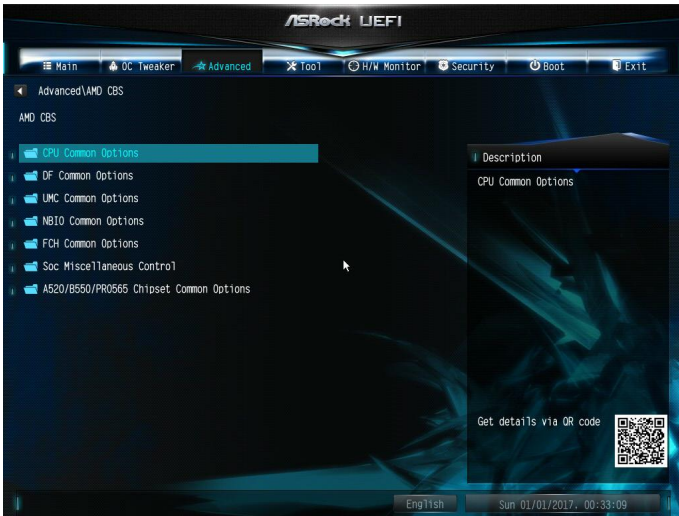 ASRock UEFI
Main OC Tweaker Advanced Tool H/W Monitor Security Boot Exit
Advanced\AMD CBS
AMD CBS
CPU Common Options
DF Common Options
UMC Common Options
NBIO Common Options
FCH Common Options
Soc Miscellaneous Control
A520/B550/PRO565 Chipset Common Options
Description
CPU Common Options
Get details via QR code
English Sun 01/01/2017, 00:33:09